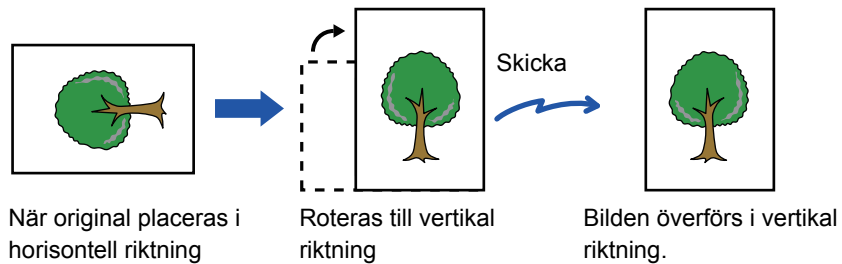 Skicka
När original placeras i
horisontell riktning
Roteras till vertikal
riktning
Bilden överförs i vertikal
riktning.